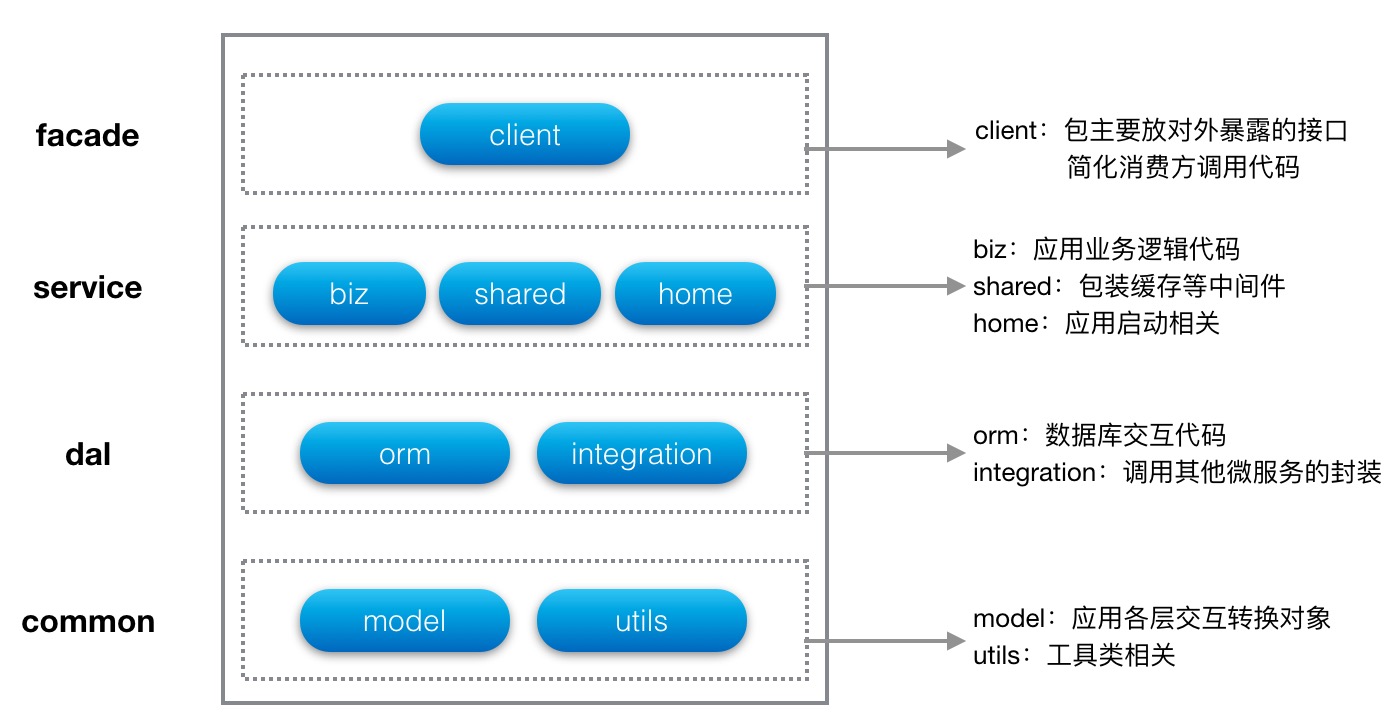 facade
client
client：包主要放对外暴露的接口
简化消费方调用代码
service
biz
shared
home
biz：应用业务逻辑代码
shared：包装缓存等中间件
home：应用启动相关
dal
orm
integration
orm：数据库交互代码
integration：调用其他微服务的封装
common
model
utils
model：应用各层交互转换对象
utils：工具类相关